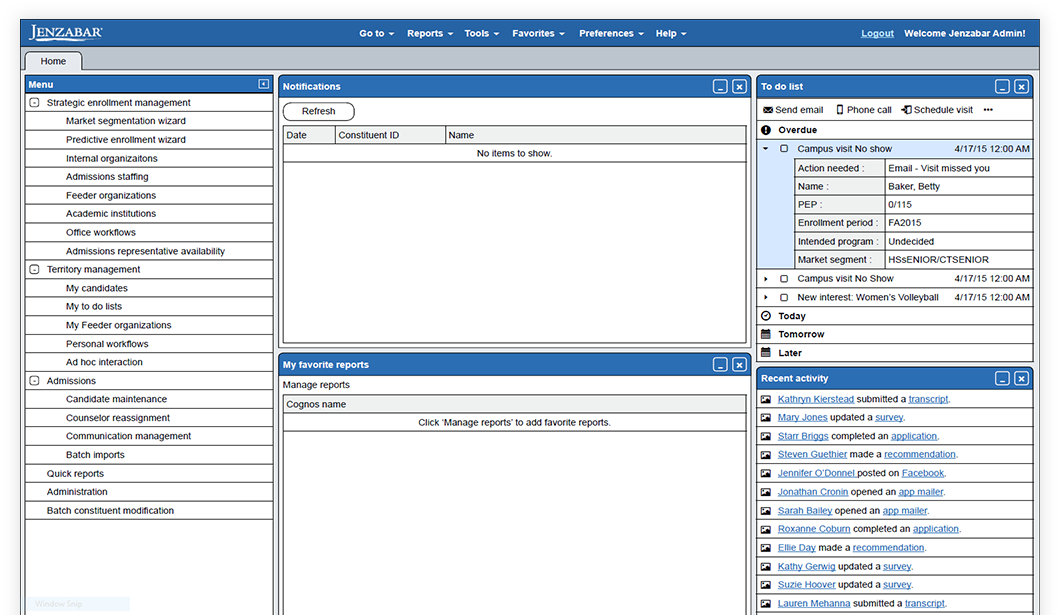 JENZABAR
Go to Reports Tools Favorites Preferences Help Logout Welcome Jenzabar Admin!
Home
Menu
Strategic enrollment management
Market segmentation wizard
Predictive enrollment wizard
Internal organizaitons
Admissions staffing
Feeder organizations
Academic institutions
Office workflows
Admissions representative availability
Territory management
My candidates
My to do lists
My Feeder organizations
Personal workflows
Ad hoc interaction
Admissions
Candidate maintenance
Counselor reassignment
Communication management
Batch imports
Quick reports
Administration
Batch constituent modification
Window Snip
Notifications
Refresh
Date Constituent ID Name
No items to show.
My favorite reports
Manage reports
Cognos name
Click 'Manage reports' to add favorite reports.
To do list
Send email Phone call Schedule visit •••
Overdue
Campus visit No show 4/17/15 12:00 AM
Action needed : Email - Visit missed you
Name : Baker, Betty
PEP : 0/115
Enrollment period : FA2015
Intended program : Undecided
Market segment : HSsENIOR/CTSENIOR
Campus visit No Show 4/17/15 12:00 AM
New interest: Women's Volleyball 4/17/15 12:00 AM
Today
Tomorrow
Later
Recent activity
Kathryn Kierstead submitted a transcript.
Mary Jones updated a survey.
Starr Briggs completed an application.
Steven Guethier made a recommendation.
Jennifer O'Donnel posted on Facebook.
Jonathan Cronin opened an app mailer.
Sarah Bailey opened an app mailer.
Roxanne Coburn completed an application.
Ellie Day made a recommendation.
Kathy Gerwig updated a survey.
Suzie Hoover updated a survey.
Lauren Mehanna submitted a transcript.